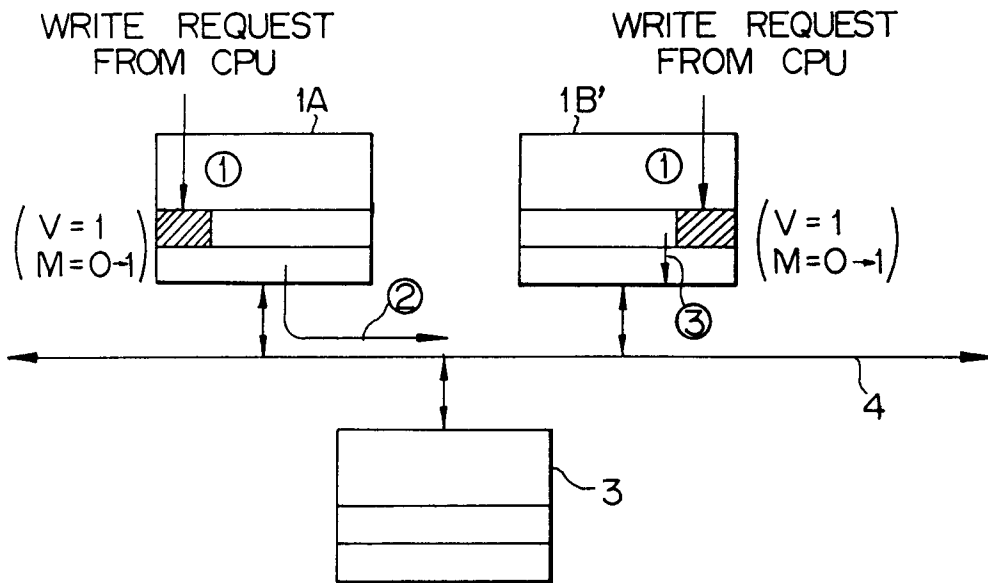 WRITE REQUEST
FROM CPU
WRITE REQUEST
FROM CPU
1A
1B'
①
①
V = 1
M=0→1
V = 1
M=0→1
②
③
4
3